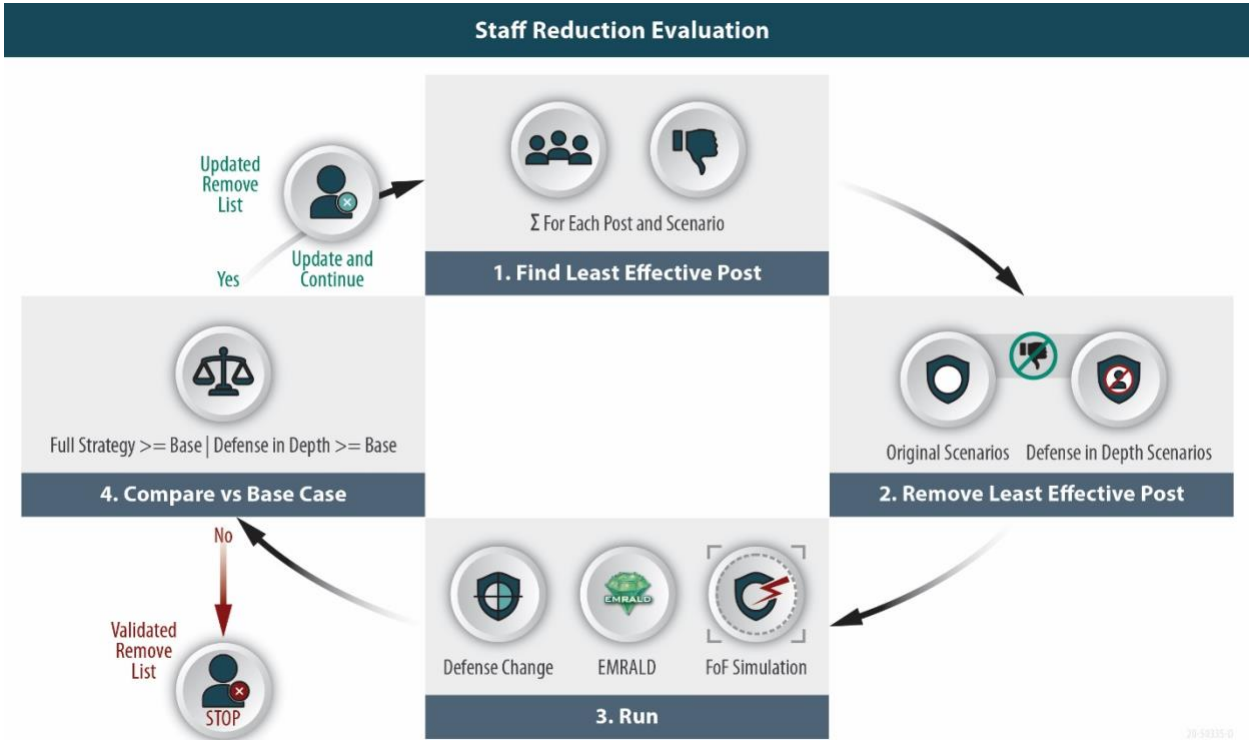 Staff Reduction Evaluation
Updated
Remove
List
Yes
Update and
Continue
Σ For Each Post and Scenario
1. Find Least Effective Post
Original Scenarios
Defense in Depth Scenarios
2. Remove Least Effective Post
Defense Change
EMRALD
EMRALD
FoF Simulation
3. Run
Full Strategy >= Base | Defense in Depth >= Base
4. Compare vs Base Case
No
Validated
Remove
List
STOP